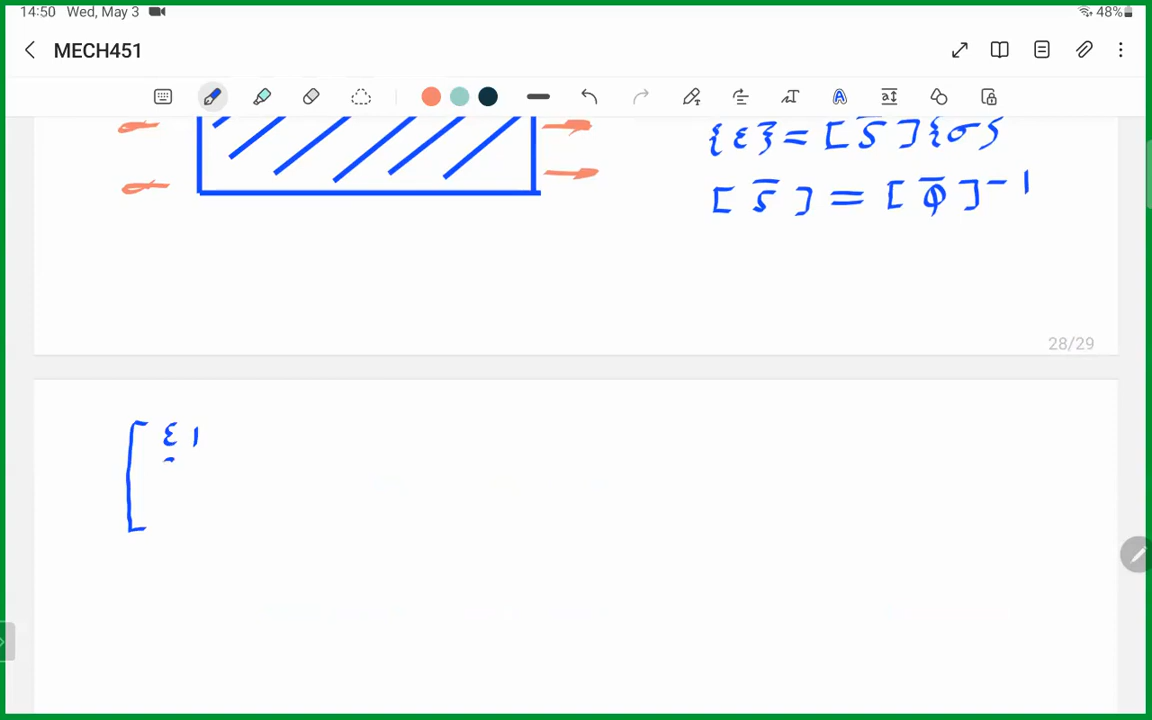 14:50 Wed, May 3 48%
MECH451
{ε} = [S̄]{σ}
[S̄] = [Q̄]⁻¹
28/29
[ε1